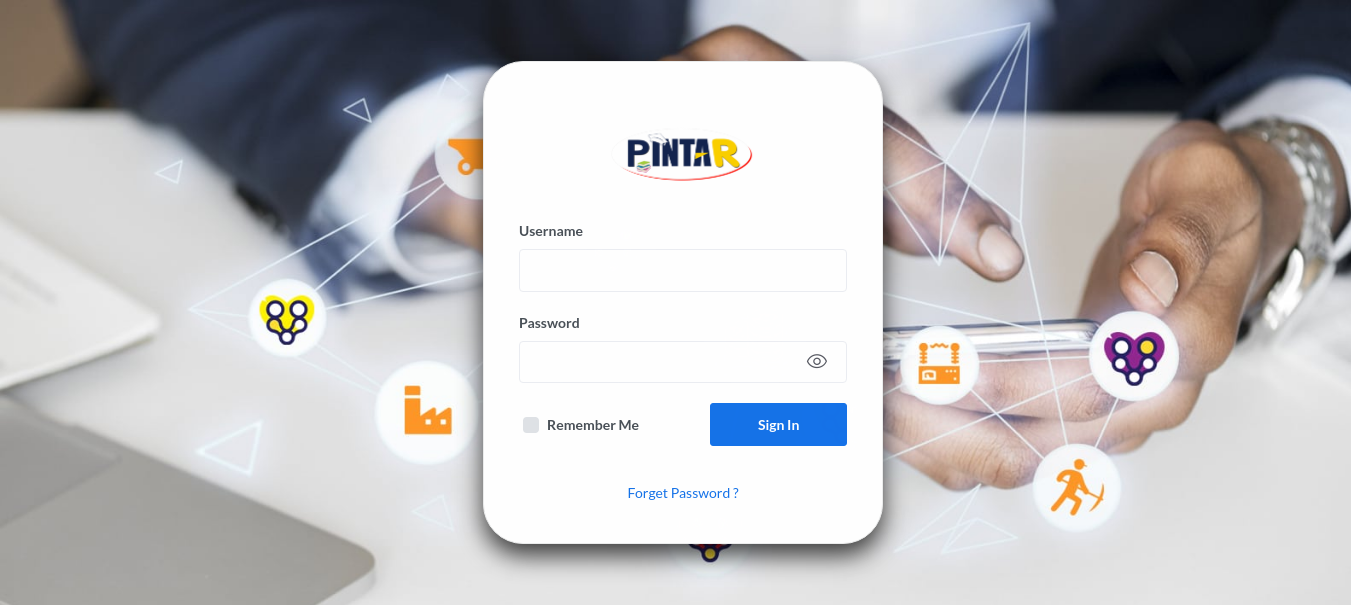 PINTAR
Username
Password
Remember Me
Sign In
Forget Password ?